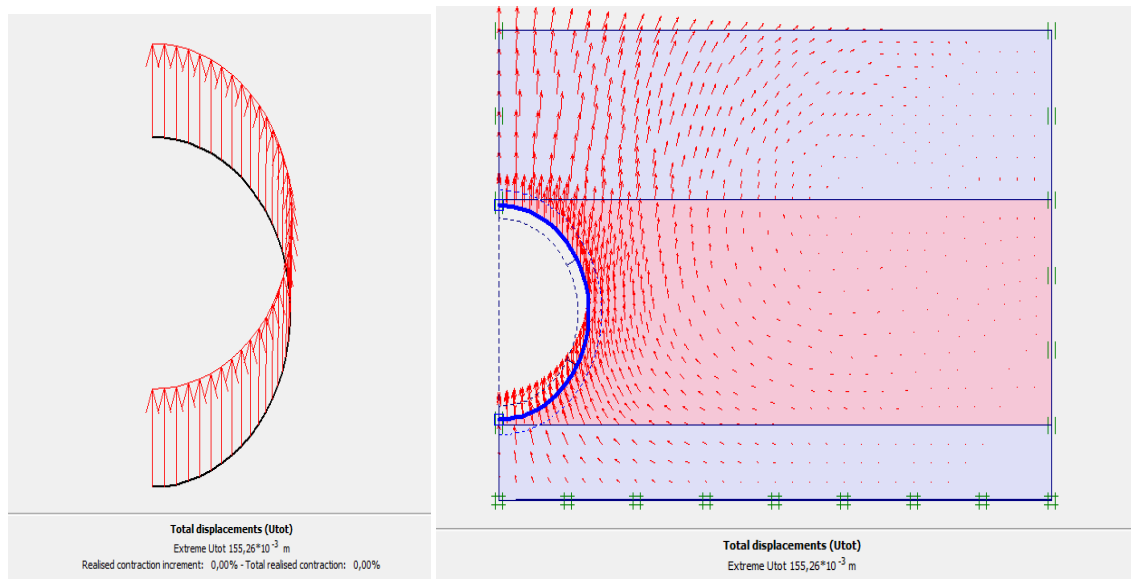 Total displacements (Utot)
Extreme Utot 155,26*10 -3 m
Realised contraction increment: 0,00% - Total realised contraction: 0,00%
Total displacements (Utot)
Extreme Utot 155,26*10 -3 m